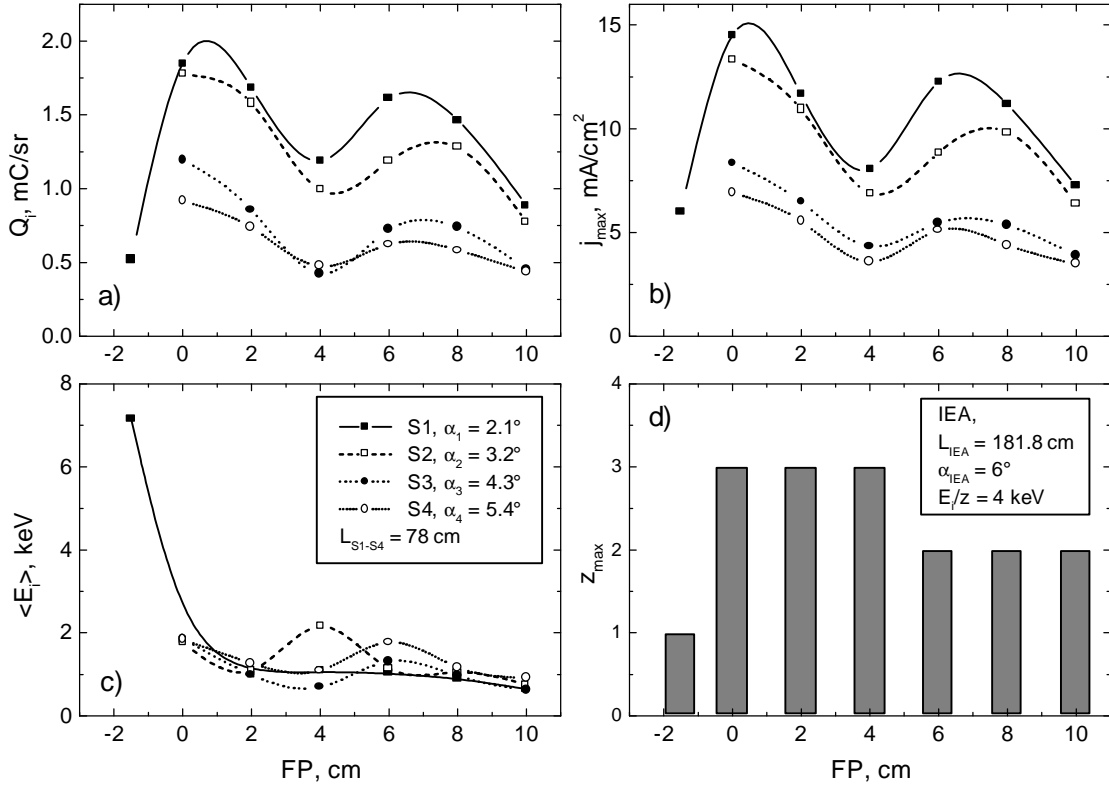 2.0
1.5
1.0
0.5
0.0
Q_i, mC/sr
a)
-2 0 2 4 6 8 10
15
10
5
0
j_max, mA/cm²
b)
-2 0 2 4 6 8 10
8
6
4
2
0
<E_i>, keV
c)
S1, α₁ = 2.1°
S2, α₂ = 3.2°
S3, α₃ = 4.3°
S4, α₄ = 5.4°
L_S1-S4 = 78 cm
-2 0 2 4 6 8 10
FP, cm
4
3
2
1
0
z_max
d)
IEA,
L_IEA = 181.8 cm
α_IEA = 6°
E_i/z = 4 keV
-2 0 2 4 6 8 10
FP, cm